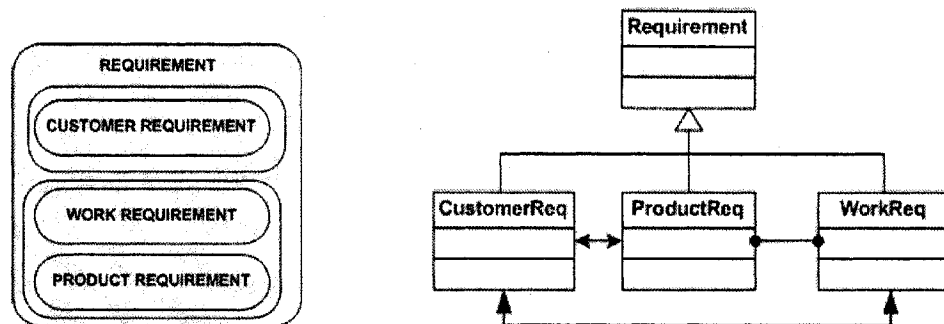 REQUIREMENT
CUSTOMER REQUIREMENT
WORK REQUIREMENT
PRODUCT REQUIREMENT
Requirement
CustomerReq
ProductReq
WorkReq